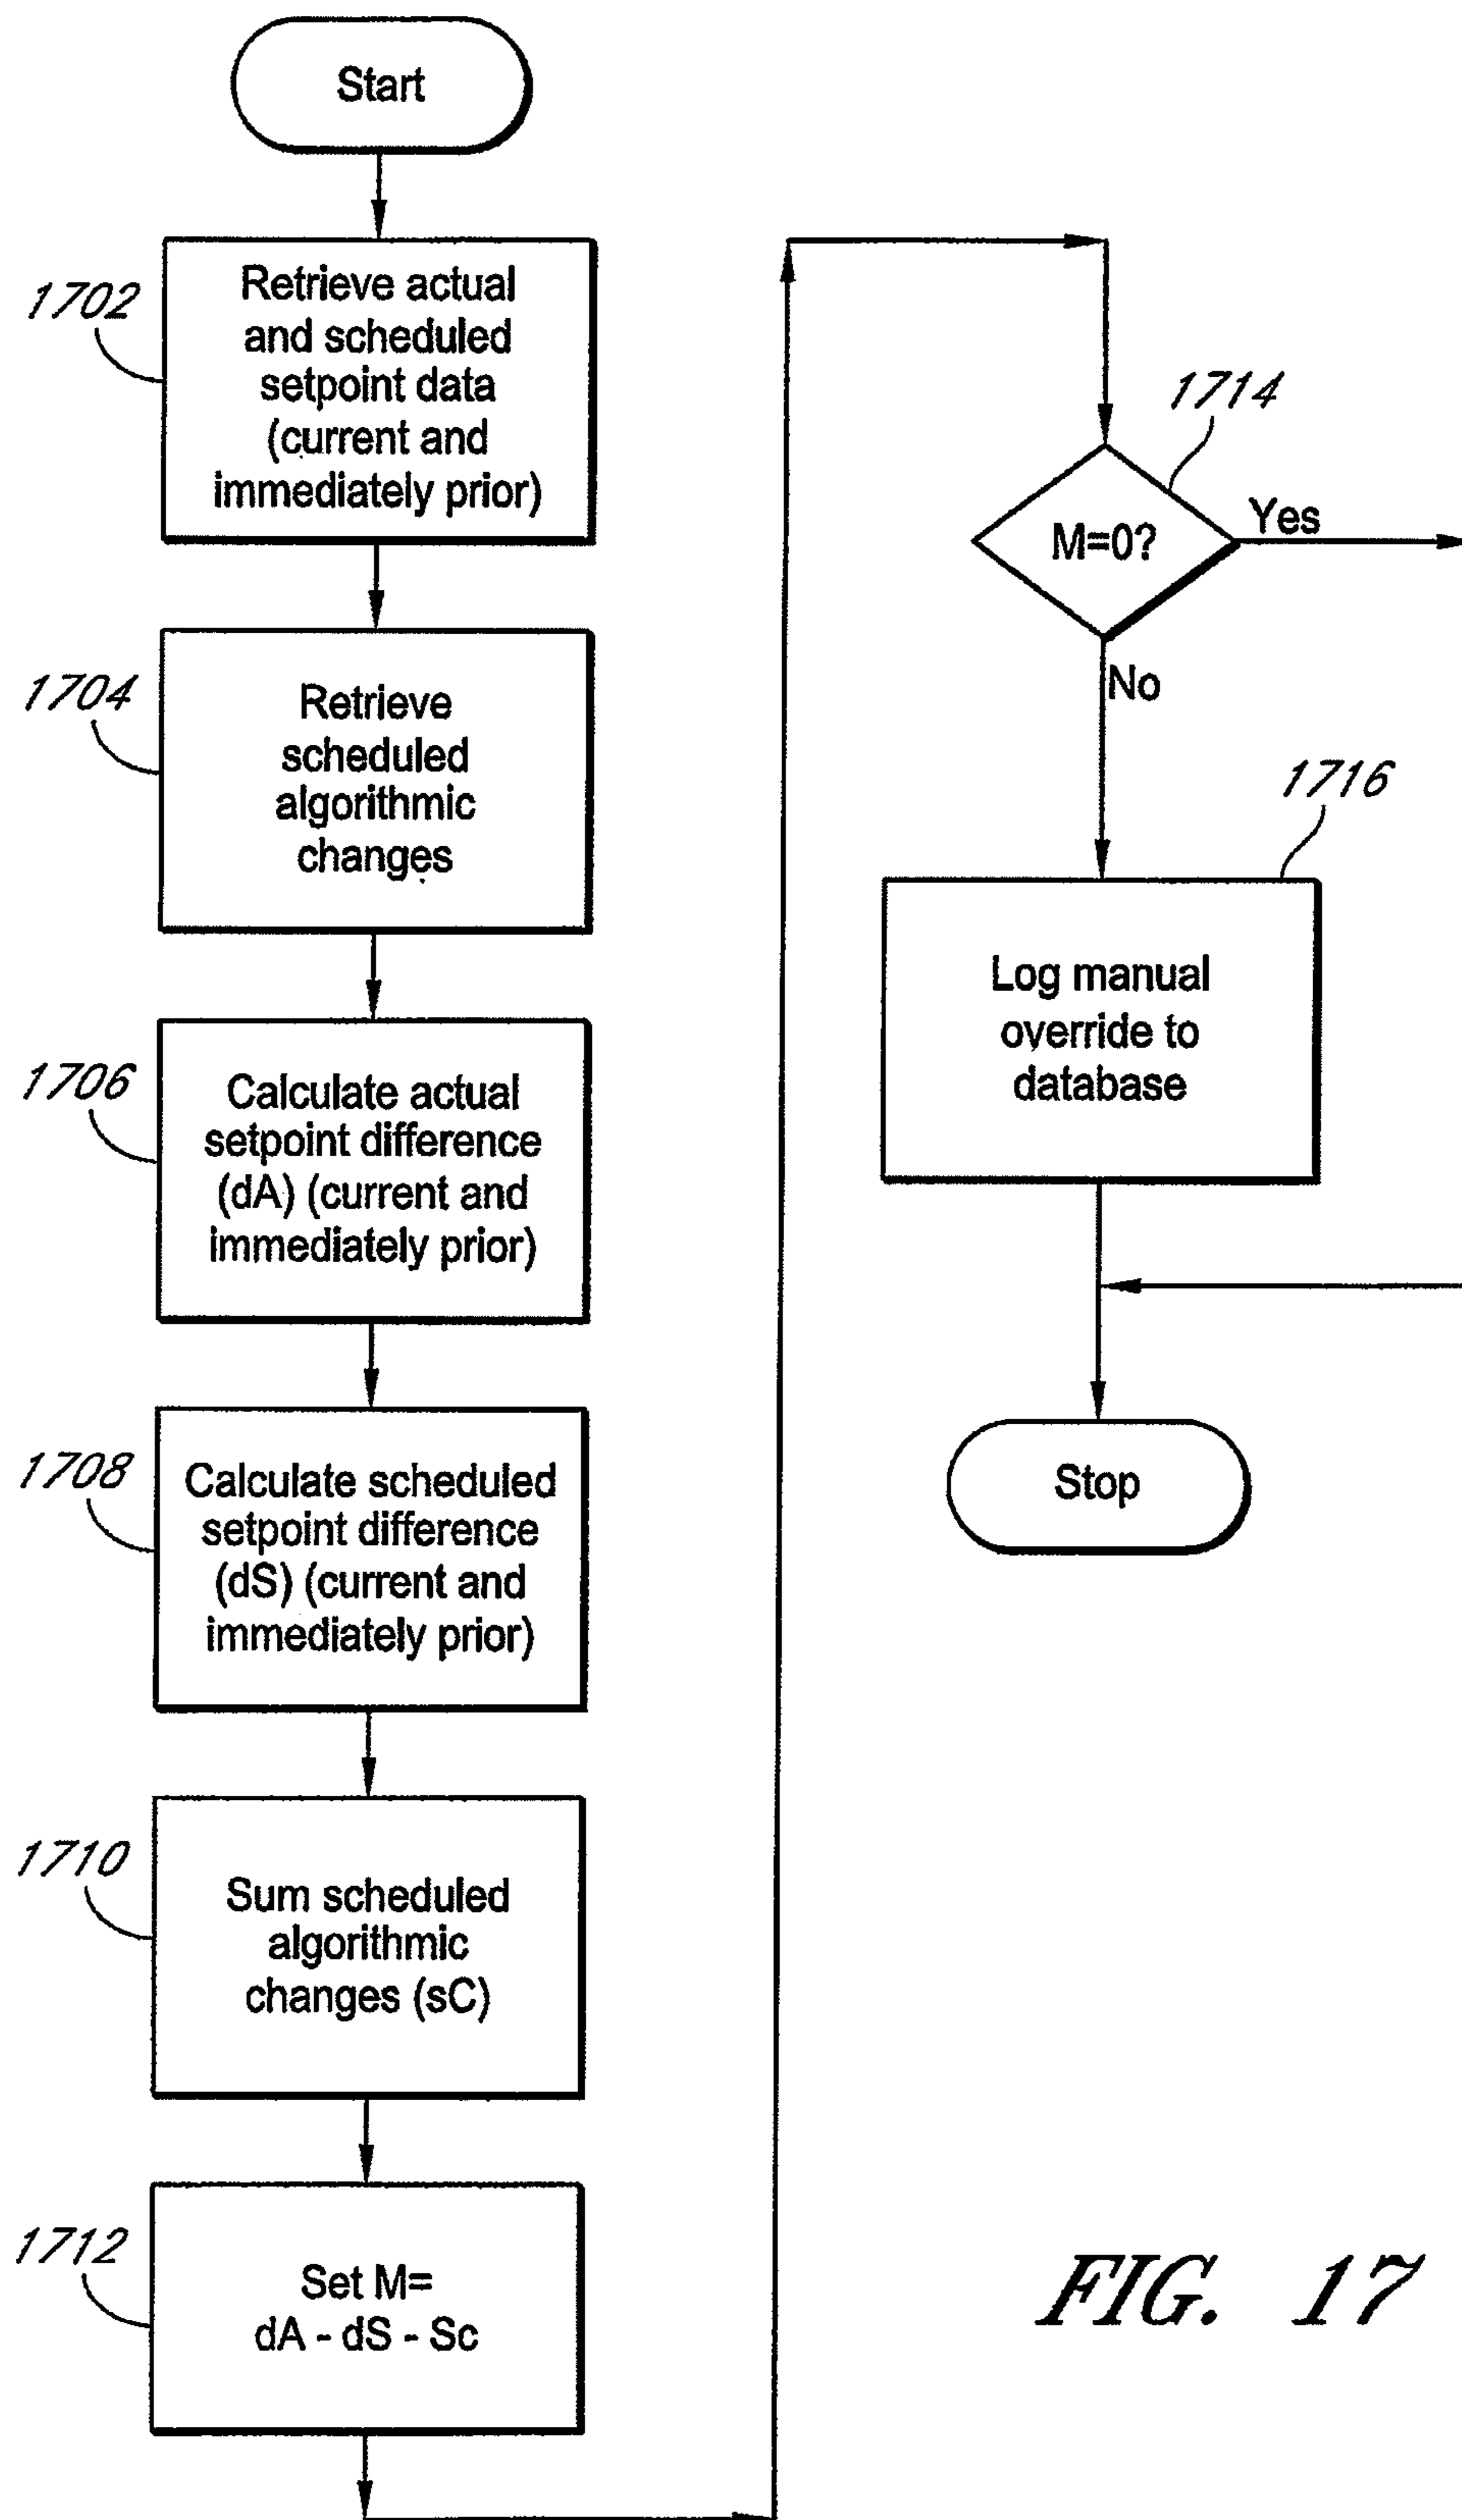 Start
1702
Retrieve actual
and scheduled
setpoint data
(current and
immediately prior)
1704
Retrieve
scheduled
algorithmic
changes
1706
Calculate actual
setpoint difference
(dA) (current and
immediately prior)
1708
Calculate scheduled
setpoint difference
(dS) (current and
immediately prior)
1710
Sum scheduled
algorithmic
changes (sC)
1712
Set M=
dA - dS - Sc
1714
M=0?
Yes
No
1716
Log manual
override to
database
Stop
FIG. 17